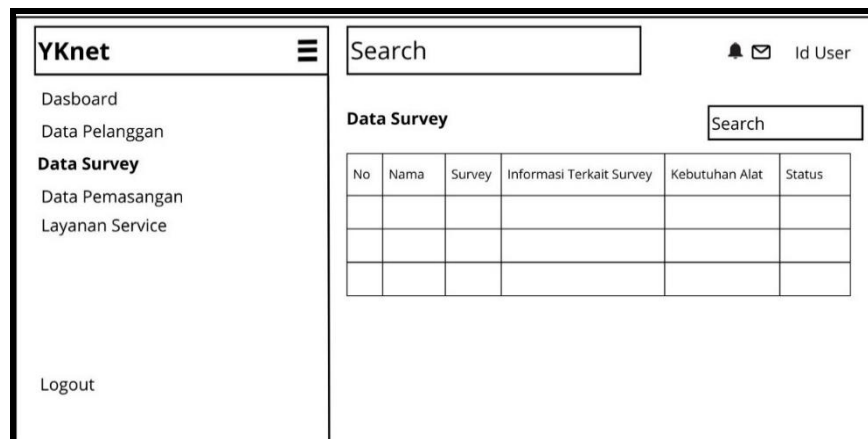 YKnet
Search
Id User
Dasboard
Data Pelanggan
Data Survey
Data Pemasangan
Layanan Service
Logout
Data Survey
Search
No Nama Survey Informasi Terkait Survey Kebutuhan Alat Status